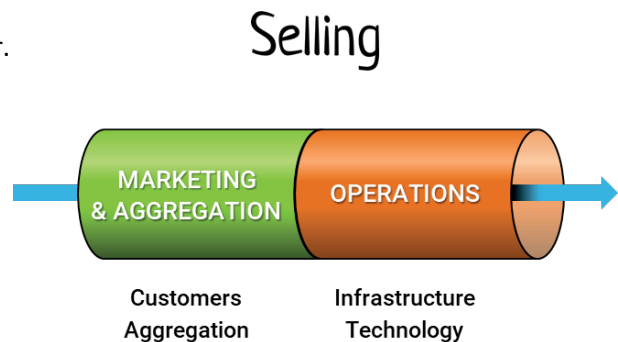 Selling
MARKETING
& AGGREGATION
OPERATIONS
Customers
Aggregation
Infrastructure
Technology